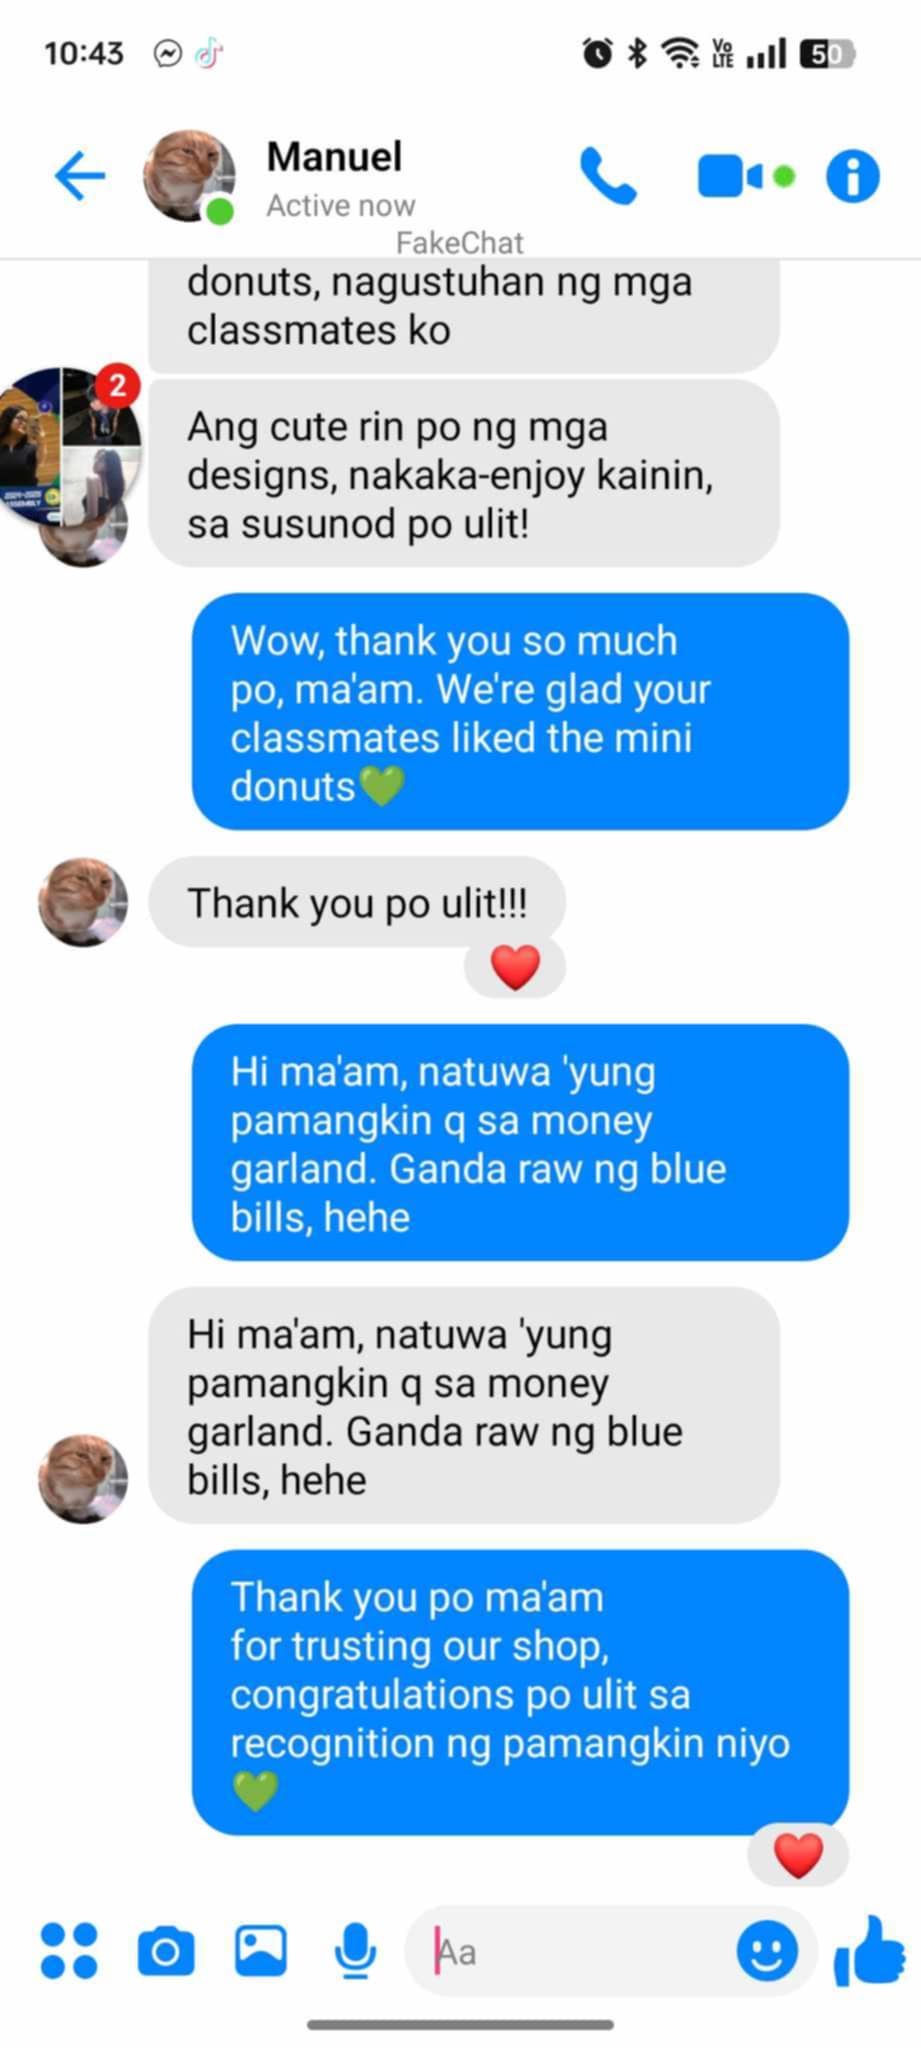 10:43
Vo
LTE
50
Manuel
Active now
FakeChat
donuts, nagustuhan ng mga
classmates ko
2
2024-2025
Ang cute rin po ng mga
designs, nakaka-enjoy kainin,
sa susunod po ulit!
Wow, thank you so much
po, ma'am. We're glad your
classmates liked the mini
donuts💚
Thank you po ulit!!!
Hi ma'am, natuwa 'yung
pamangkin q sa money
garland. Ganda raw ng blue
bills, hehe
Hi ma'am, natuwa 'yung
pamangkin q sa money
garland. Ganda raw ng blue
bills, hehe
Thank you po ma'am
for trusting our shop,
congratulations po ulit sa
recognition ng pamangkin niyo
💚
Aa